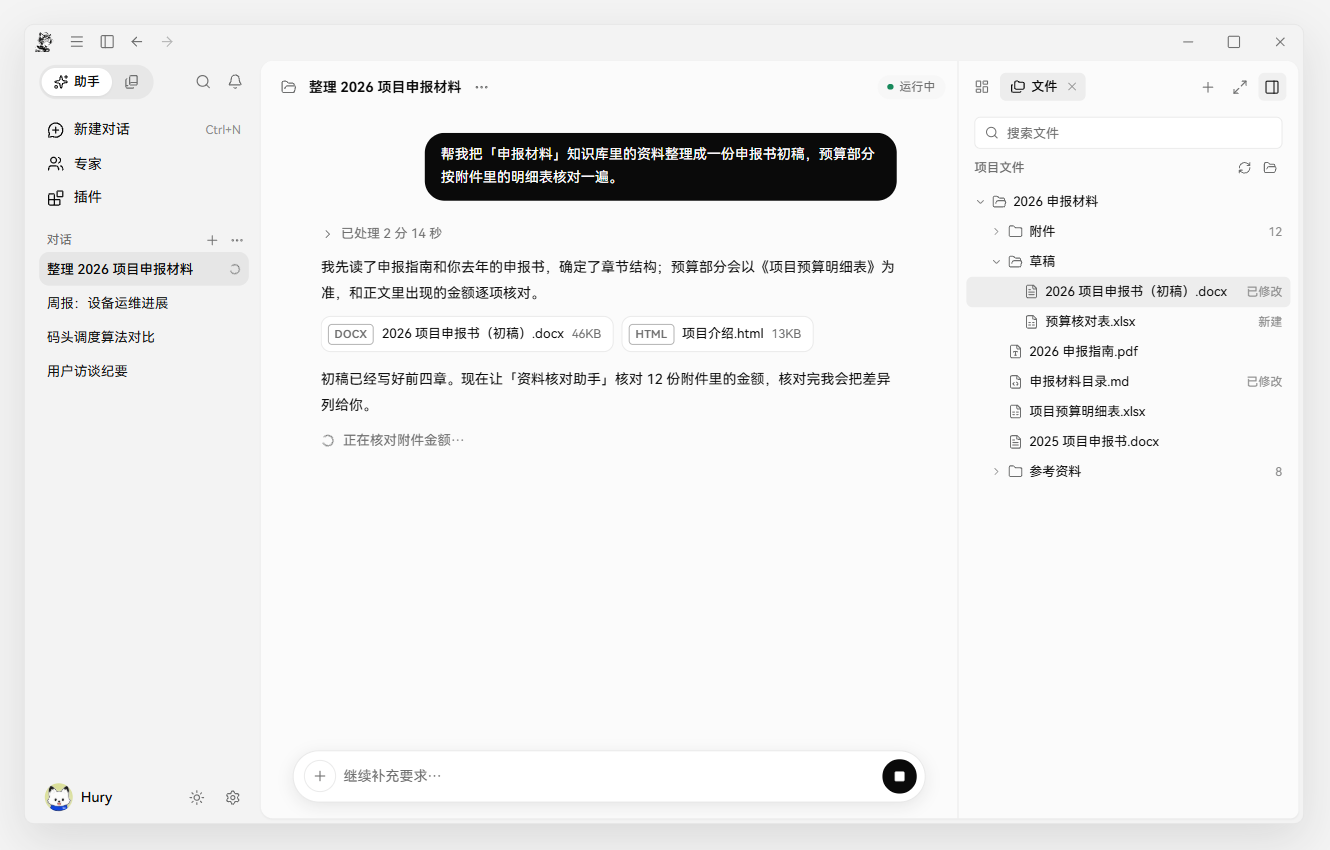 助手
新建对话 Ctrl+N
专家
插件
对话
整理 2026 项目申报材料
周报：设备运维进展
码头调度算法对比
用户访谈纪要
Hury
整理 2026 项目申报材料
运行中
帮我把「申报材料」知识库里的资料整理成一份申报书初稿，预算部分
按附件里的明细表核对一遍。
已处理 2 分 14 秒
我先读了申报指南和你去年的申报书，确定了章节结构；预算部分会以《项目预算明细表》为
准，和正文里出现的金额逐项核对。
DOCX 2026 项目申报书（初稿）.docx 46KB
HTML 项目介绍.html 13KB
初稿已经写好前四章。现在让「资料核对助手」核对 12 份附件里的金额，核对完我会把差异
列给你。
正在核对附件金额…
继续补充要求…
文件
搜索文件
项目文件
2026 申报材料
附件 12
草稿
2026 项目申报书（初稿）.docx 已修改
预算核对表.xlsx 新建
2026 申报指南.pdf
申报材料目录.md 已修改
项目预算明细表.xlsx
2025 项目申报书.docx
参考资料 8